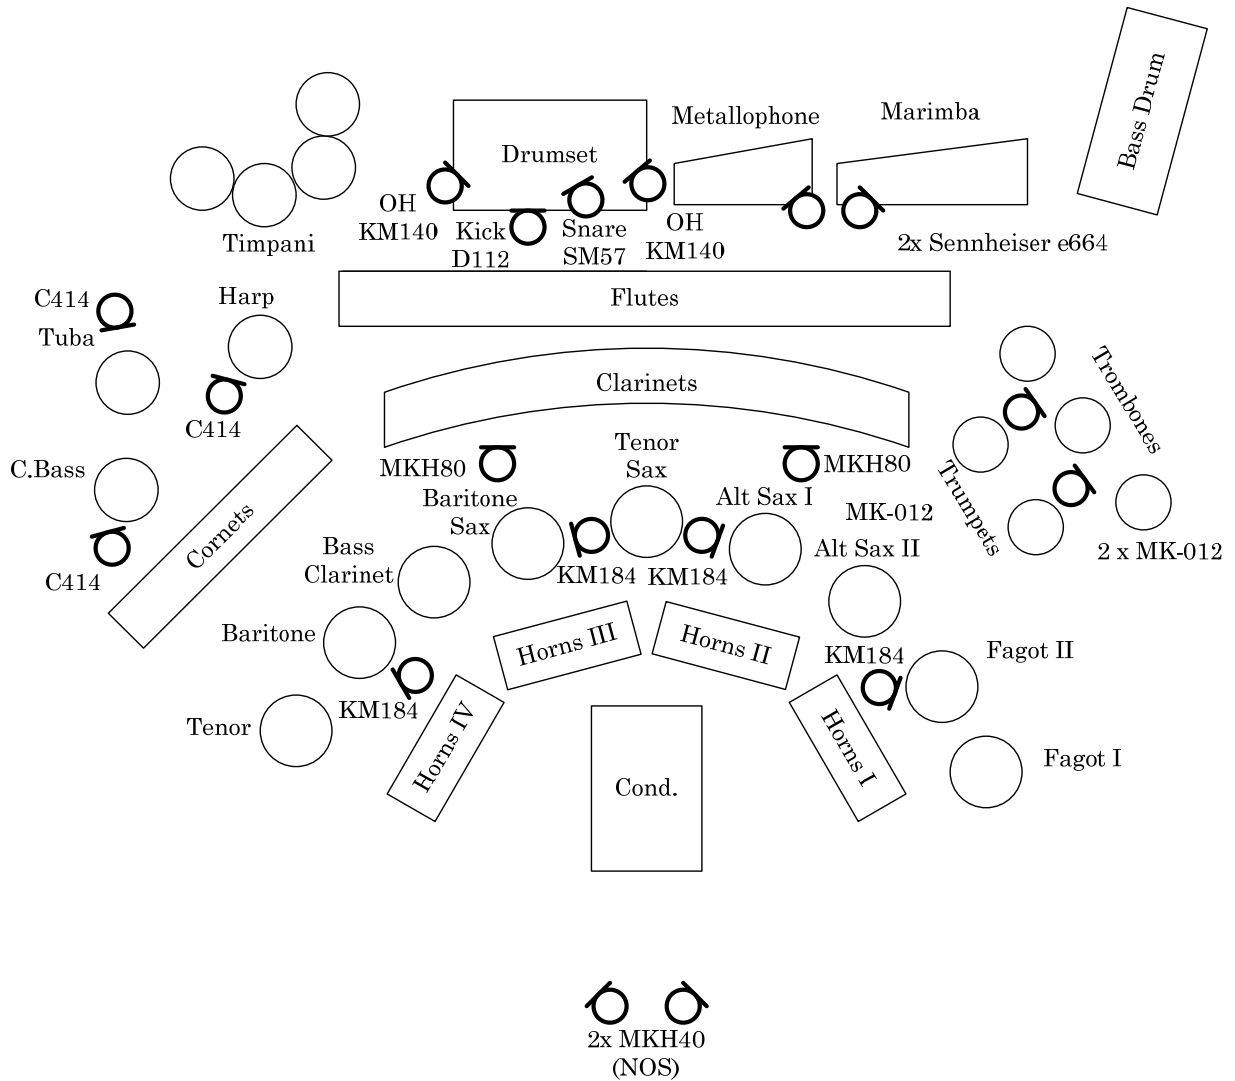 Bass Drum
Metallophone
Marimba
Drumset
OH
KM140
Kick
D112
Snare
SM57
OH
KM140
2x Sennheiser e664
Timpani
C414
Tuba
Harp
Flutes
C414
Clarinets
Trombones
Trumpets
MKH80
MKH80
Tenor
Sax
C.Bass
C414
Cornets
Baritone
Sax
Alt Sax I
MK-012
Alt Sax II
2 x MK-012
Bass
Clarinet
KM184
KM184
Baritone
Horns III
Horns II
KM184
Fagot II
KM184
Tenor
Horns IV
Horns I
Fagot I
Cond.
2x MKH40
(NOS)